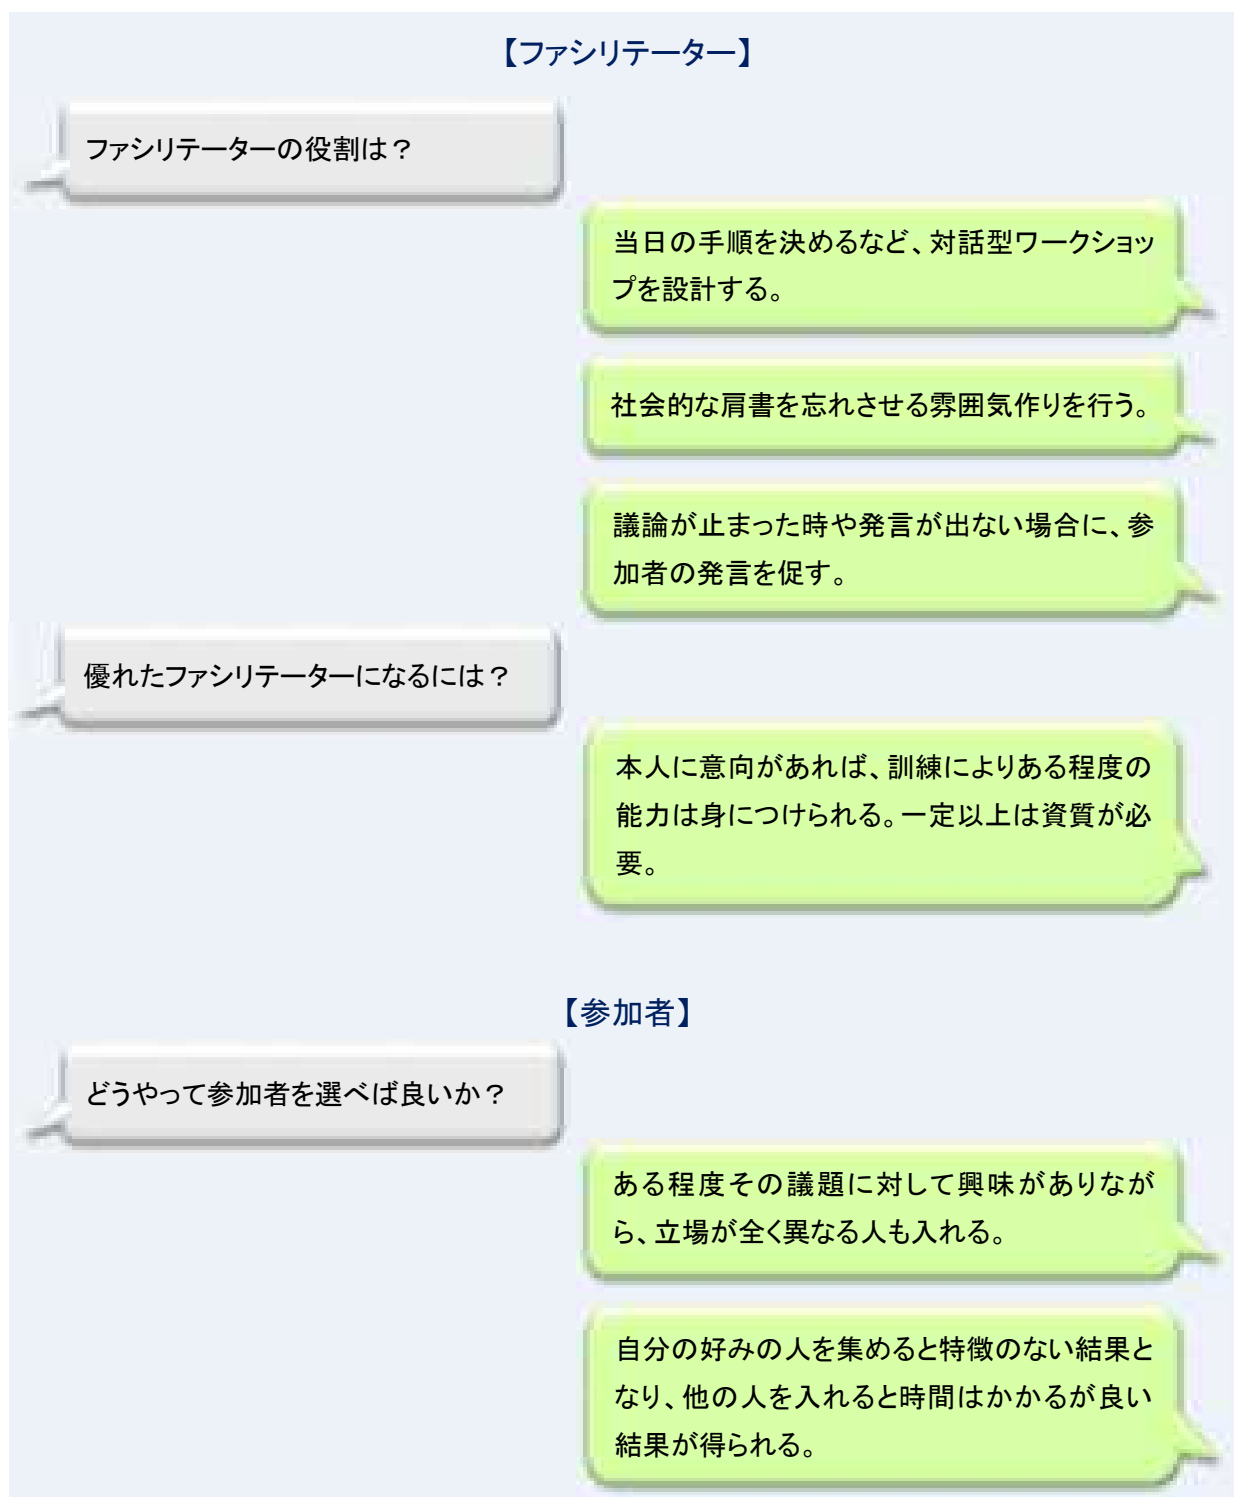 【ファシリテーター】
ファシリテーターの役割は？
当日の手順を決めるなど、対話型ワークショッ
プを設計する。
社会的な肩書を忘れさせる雰囲気作りを行う。
議論が止まった時や発言が出ない場合に、参
加者の発言を促す。
優れたファシリテーターになるには？
本人に意向があれば、訓練によりある程度の
能力は身につけられる。一定以上は資質が必
要。
【参加者】
どうやって参加者を選べば良いか？
ある程度その議題に対して興味がありなが
ら、立場が全く異なる人も入れる。
自分の好みの人を集めると特徴のない結果と
なり、他の人を入れると時間はかかるが良い
結果が得られる。